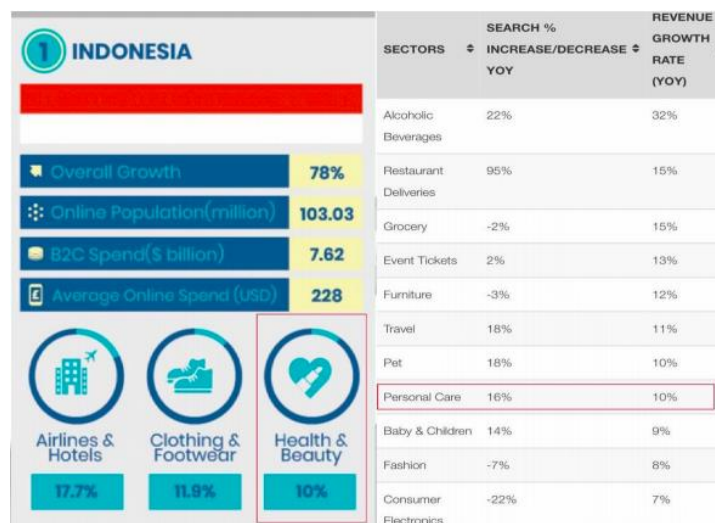 1 INDONESIA
Overall Growth 78%
Online Population(million) 103.03
B2C Spend($ billion) 7.62
£ Average Online Spend (USD) 228
Airlines & Hotels
17.7%
Clothing & Footwear
11.9%
Health & Beauty
10%
SECTORS SEARCH % INCREASE/DECREASE YOY REVENUE GROWTH RATE (YOY)
Alcoholic Beverages 22% 32%
Restaurant Deliveries 95% 15%
Grocery -2% 15%
Event Tickets 2% 13%
Furniture -3% 12%
Travel 18% 11%
Pet 18% 10%
Personal Care 16% 10%
Baby & Children 14% 9%
Fashion -7% 8%
Consumer Electronics -22% 7%